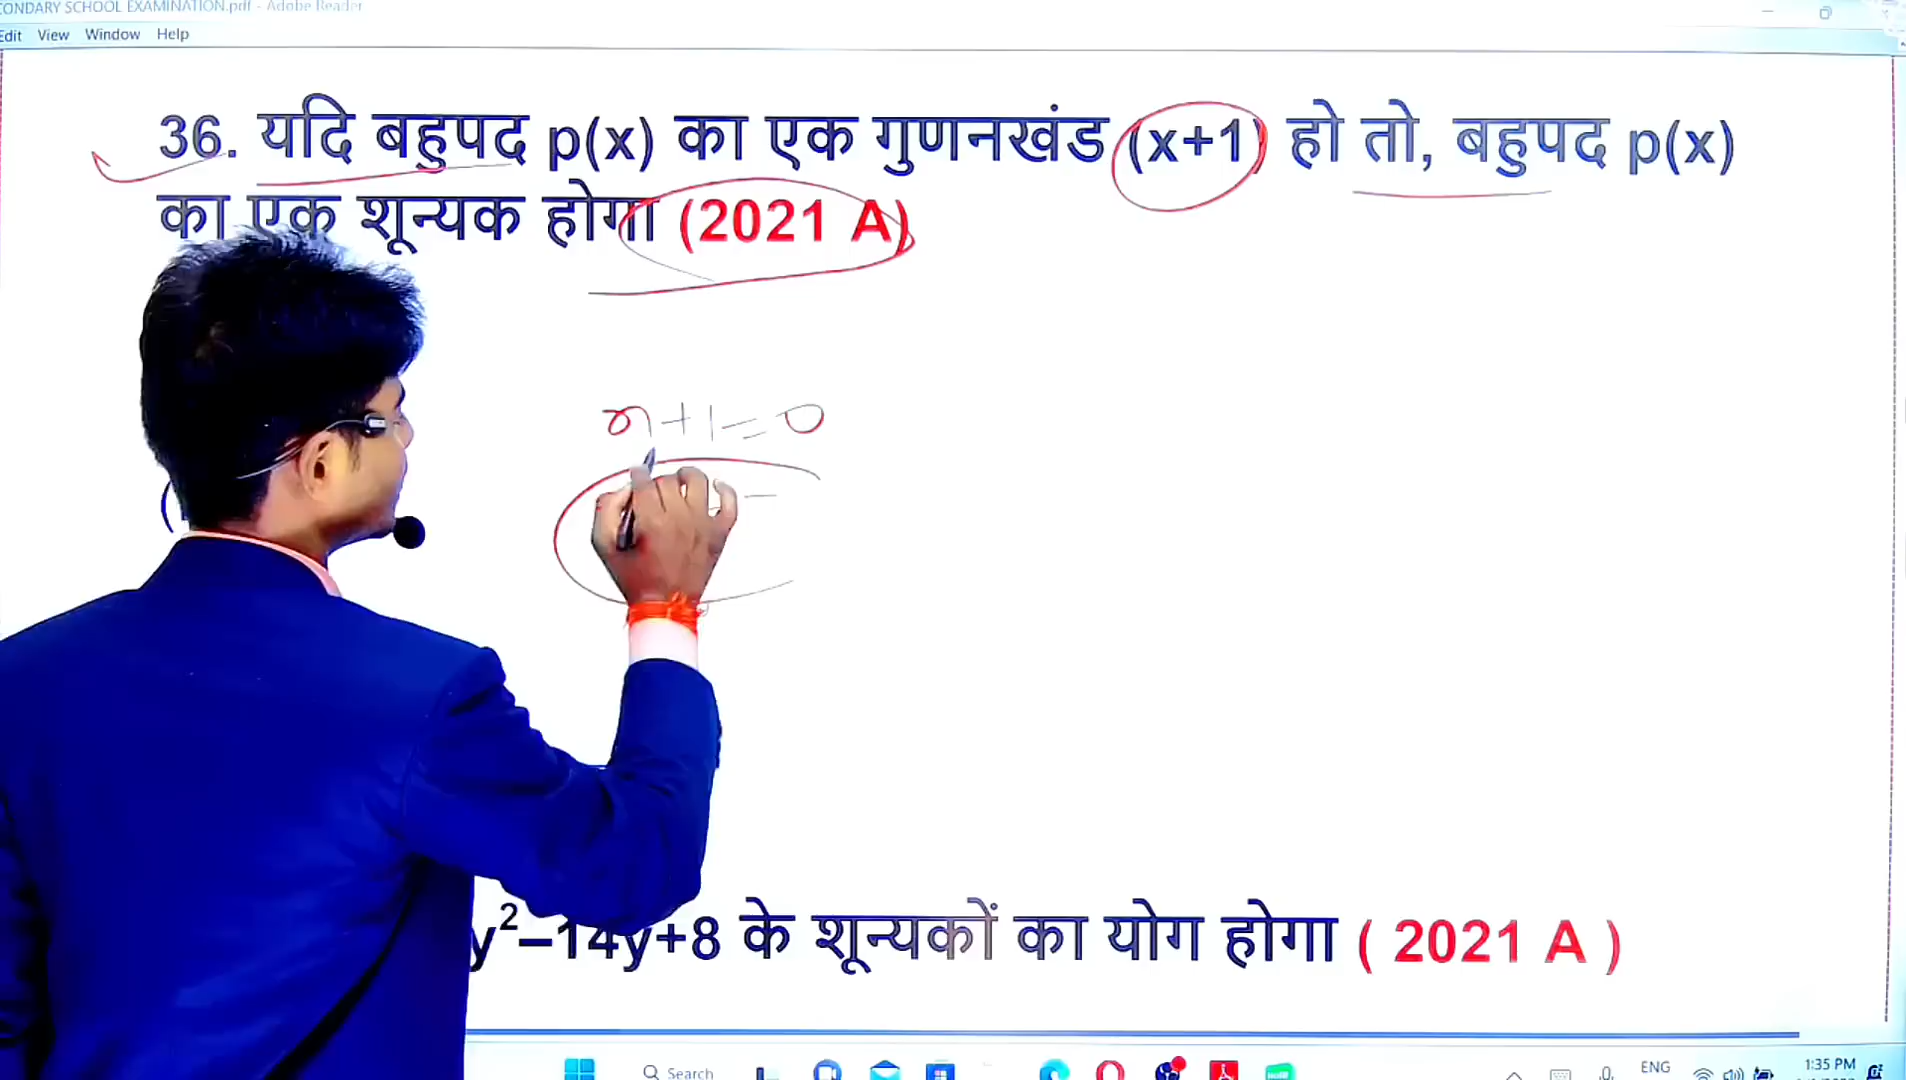 CONDARY SCHOOL EXAMINATION.pdf - Adobe Reader
Edit View Window Help
36. यदि बहुपद p(x) का एक गुणनखंड (x+1) हो तो, बहुपद p(x)
का एक शून्यक होगा (2021 A)
x+1=0
y²–14y+8 के शून्यकों का योग होगा ( 2021 A )
Search
ENG
1:35 PM